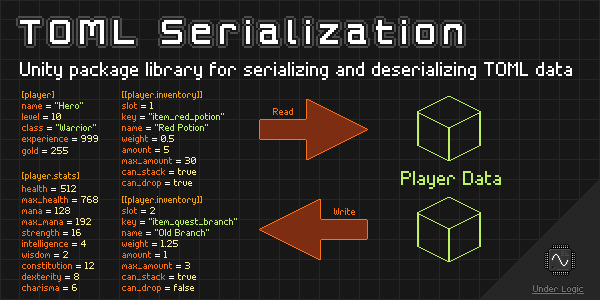 TOML Serialization
Unity package library for serializing and deserializing TOML data
[player]
name = "Hero"
level = 10
class = "Warrior"
experience = 999
gold = 255
[player.stats]
health = 512
max_health = 768
mana = 128
max_mana = 192
strength = 16
intelligence = 4
wisdom = 2
constitution = 12
dexterity = 8
charisma = 6
[[player.inventory]]
slot = 1
key = "item_red_potion"
name = "Red Potion"
weight = 0.5
amount = 5
max_amount = 30
can_stack = true
can_drop = true
[[player.inventory]]
slot = 2
key = "item_quest_branch"
name = "Old Branch"
weight = 1.25
amount = 1
max_amount = 3
can_stack = true
can_drop = false
Read
Player Data
Write
Under Logic